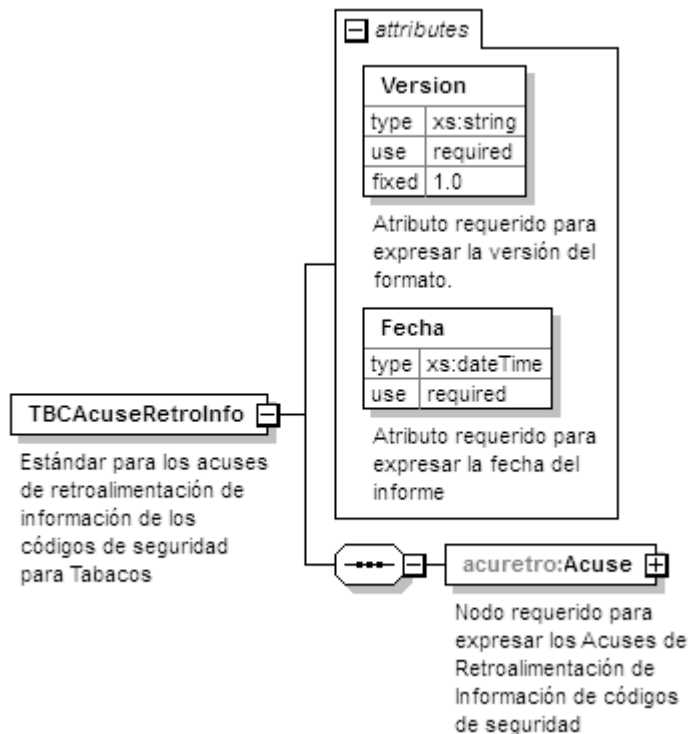 attributes
Version
type xs:string
use required
fixed 1.0
Atributo requerido para
expresar la versión del
formato.
Fecha
type xs:dateTime
use required
Atributo requerido para
expresar la fecha del
informe
TBCAcuseRetroInfo
Estándar para los acuses
de retroalimentación de
información de los
códigos de seguridad
para Tabacos
acuretro:Acuse
Nodo requerido para
expresar los Acuses de
Retroalimentación de
Información de códigos
de seguridad